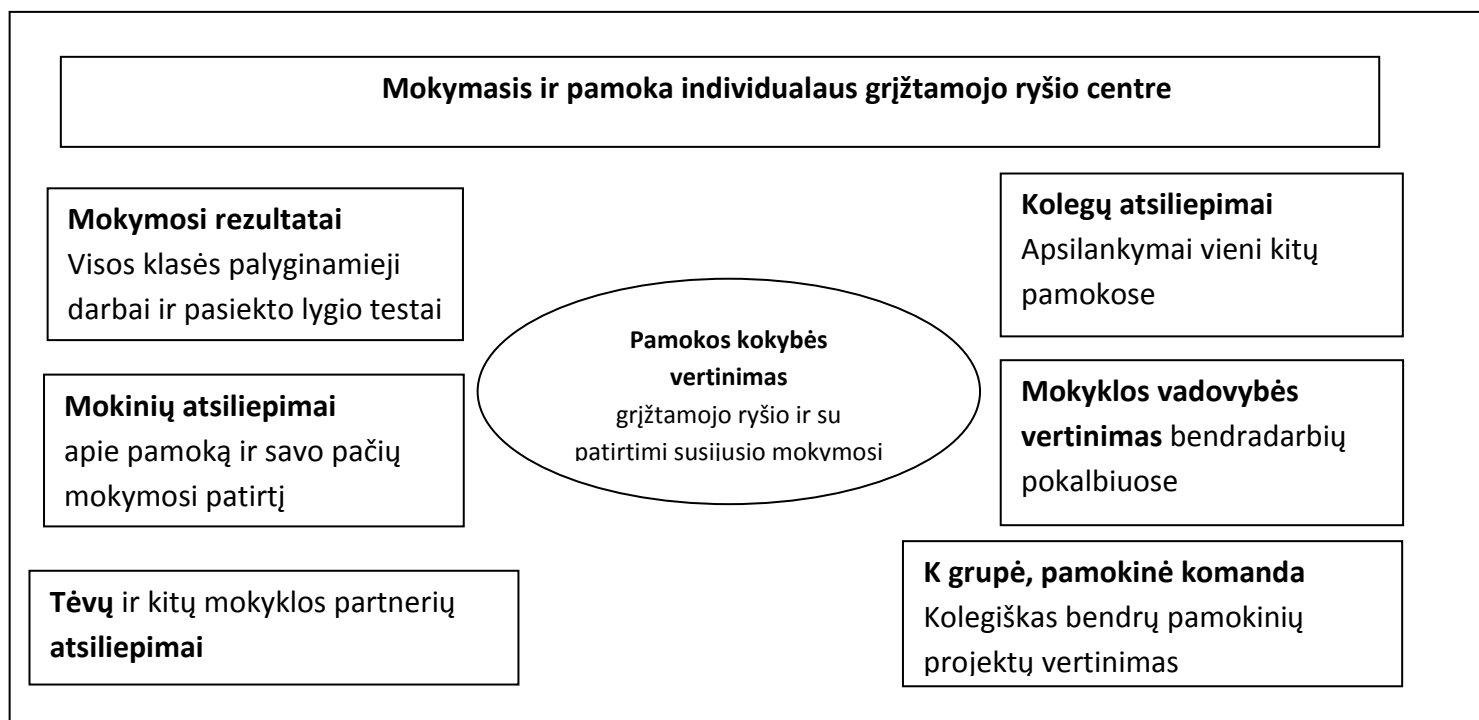 Mokymasis ir pamoka individualaus grįžtamojo ryšio centre
Mokymosi rezultatai
Visos klasės palyginamieji
darbai ir pasiekto lygio testai
Mokinių atsiliepimai
apie pamoką ir savo pačių
mokymosi patirtį
Tėvų ir kitų mokyklos partnerių
atsiliepimai
Pamokos kokybės
vertinimas
grįžtamojo ryšio ir su
patirtimi susijusio mokymosi
Kolegų atsiliepimai
Apsilankymai vieni kitų
pamokose
Mokyklos vadovybės
vertinimas bendradarbių
pokalbiuose
K grupė, pamokinė komanda
Kolegiškas bendrų pamokinių
projektų vertinimas